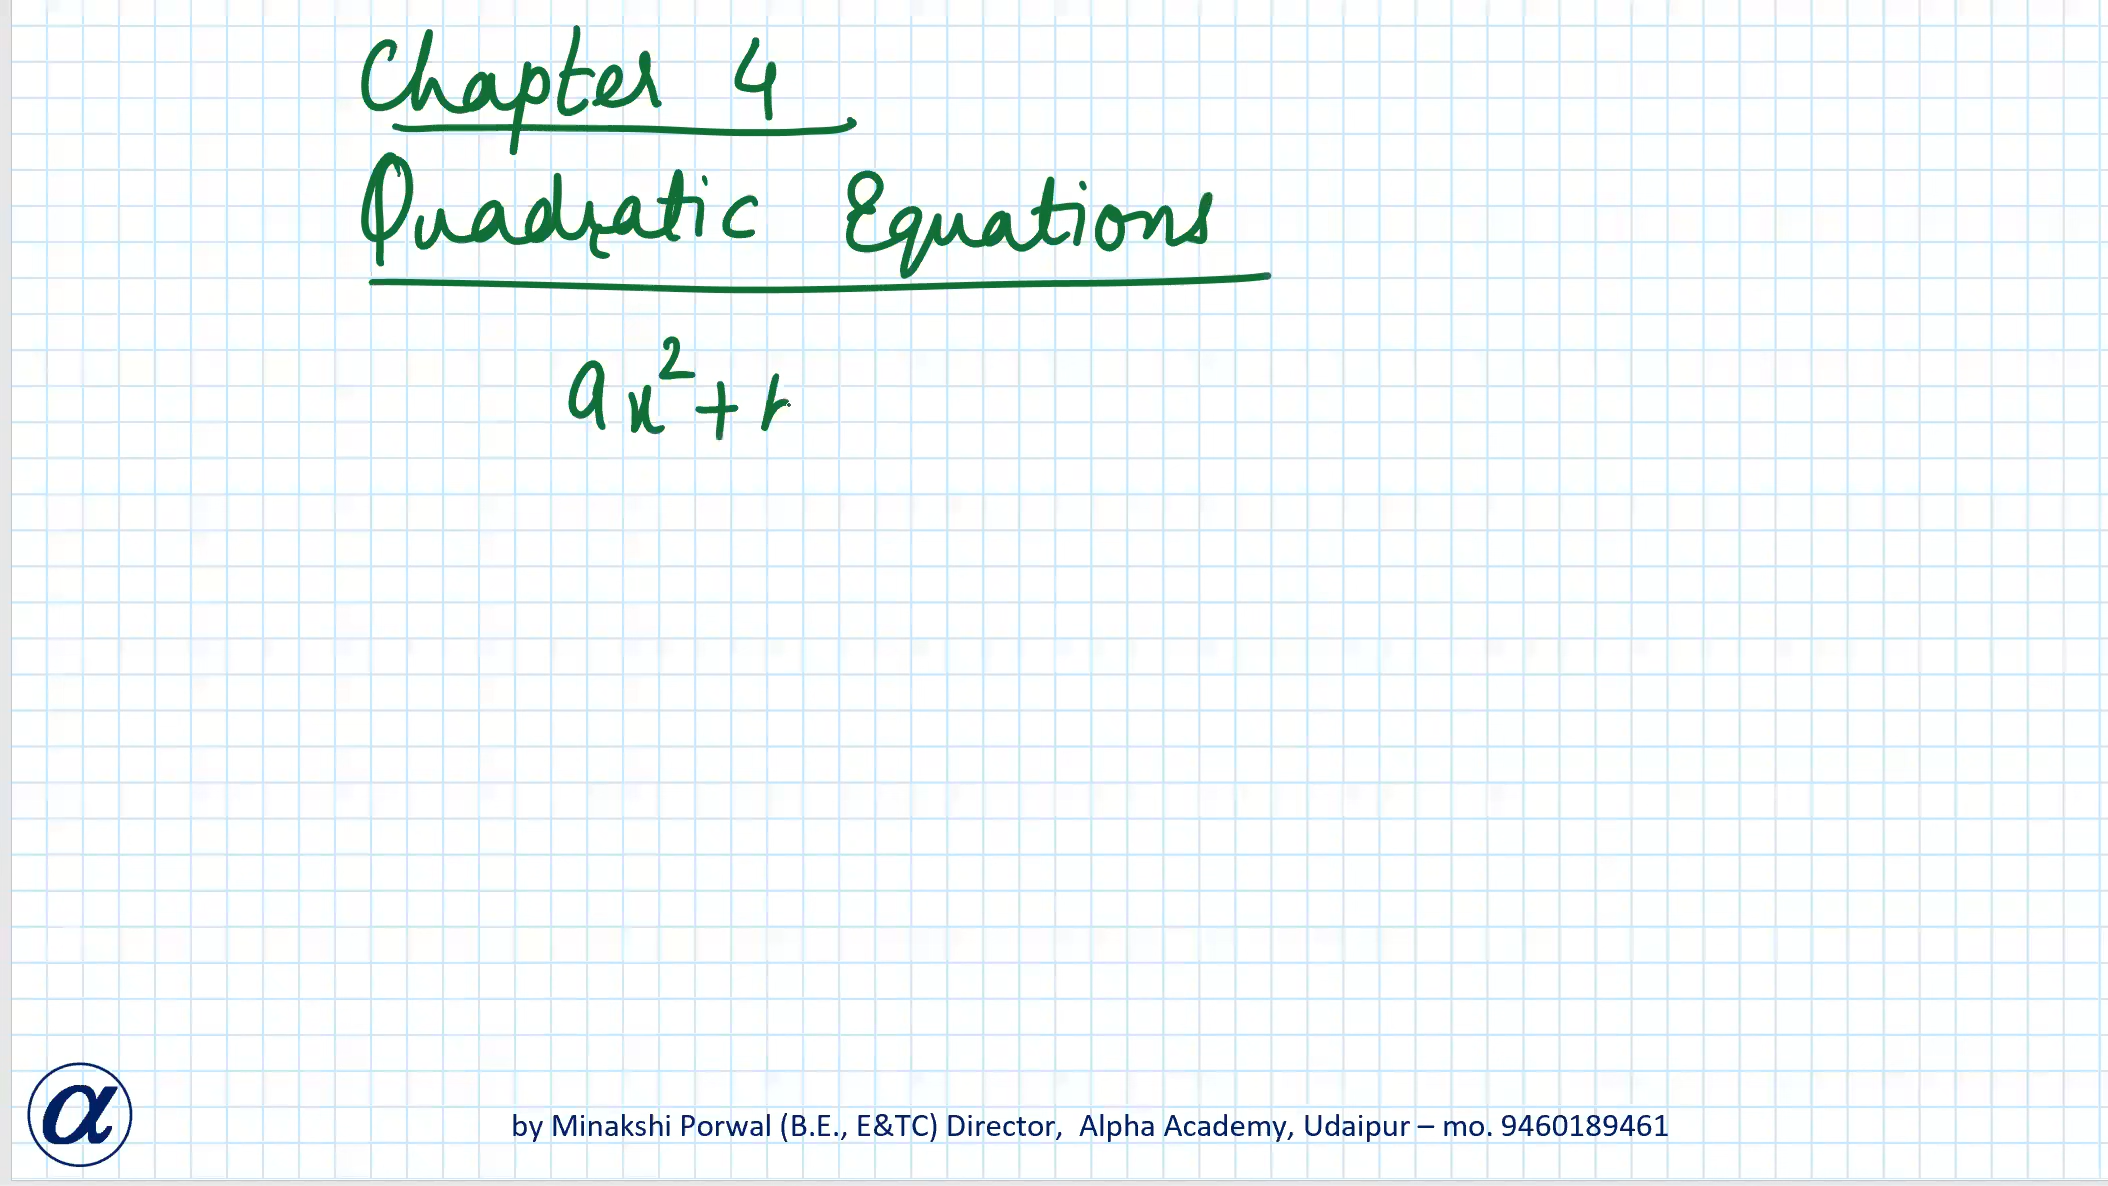 Chapter 4
Quadratic Equations
ax²+
α
by Minakshi Porwal (B.E., E&TC) Director, Alpha Academy, Udaipur – mo. 9460189461